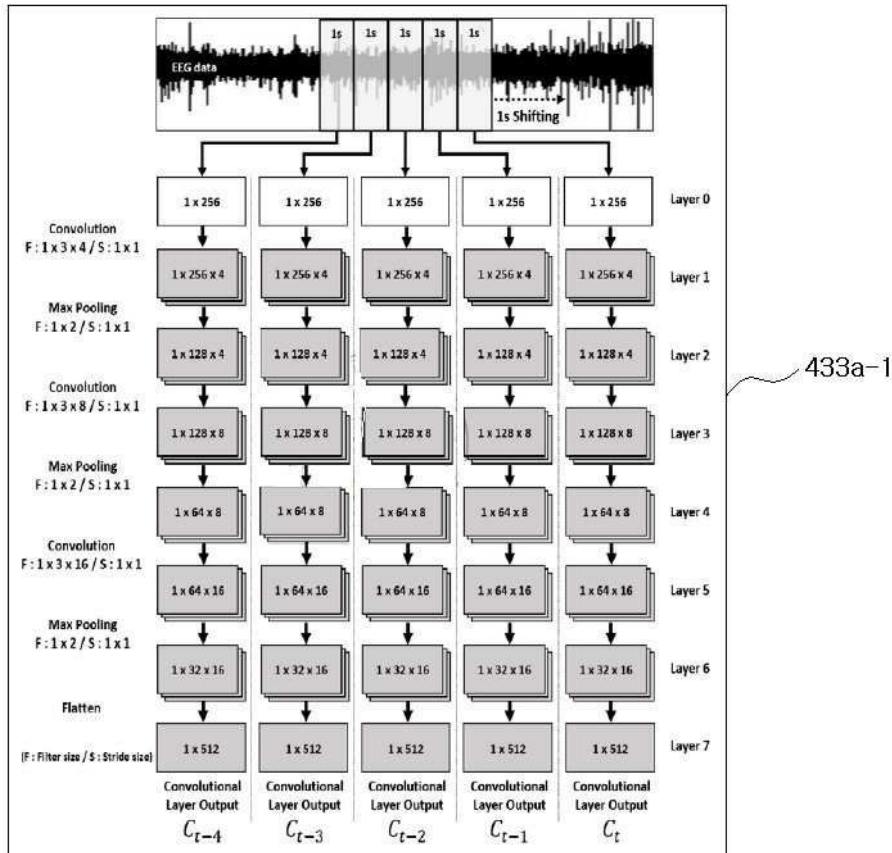 1s 1s 1s 1s 1s
EEG data
1s Shifting
1 x 256 1 x 256 1 x 256 1 x 256 1 x 256 Layer 0
Convolution
F : 1 x 3 x 4 / S : 1 x 1
1 x 256 x 4 1 x 256 x 4 1 x 256 x 4 1 x 256 x 4 1 x 256 x 4 Layer 1
Max Pooling
F : 1 x 2 / S : 1 x 1
1 x 128 x 4 1 x 128 x 4 1 x 128 x 4 1 x 128 x 4 1 x 128 x 4 Layer 2
433a-1
Convolution
F : 1 x 3 x 8 / S : 1 x 1
1 x 128 x 8 1 x 128 x 8 1 x 128 x 8 1 x 128 x 8 1 x 128 x 8 Layer 3
Max Pooling
F : 1 x 2 / S : 1 x 1
1 x 64 x 8 1 x 64 x 8 1 x 64 x 8 1 x 64 x 8 1 x 64 x 8 Layer 4
Convolution
F : 1 x 3 x 16 / S : 1 x 1
1 x 64 x 16 1 x 64 x 16 1 x 64 x 16 1 x 64 x 16 1 x 64 x 16 Layer 5
Max Pooling
F : 1 x 2 / S : 1 x 1
1 x 32 x 16 1 x 32 x 16 1 x 32 x 16 1 x 32 x 16 1 x 32 x 16 Layer 6
Flatten
(F : Filter size / S : Stride size)
1 x 512 1 x 512 1 x 512 1 x 512 1 x 512 Layer 7
Convolutional Convolutional Convolutional Convolutional Convolutional
Layer Output Layer Output Layer Output Layer Output Layer Output
C_{t-4} C_{t-3} C_{t-2} C_{t-1} C_t